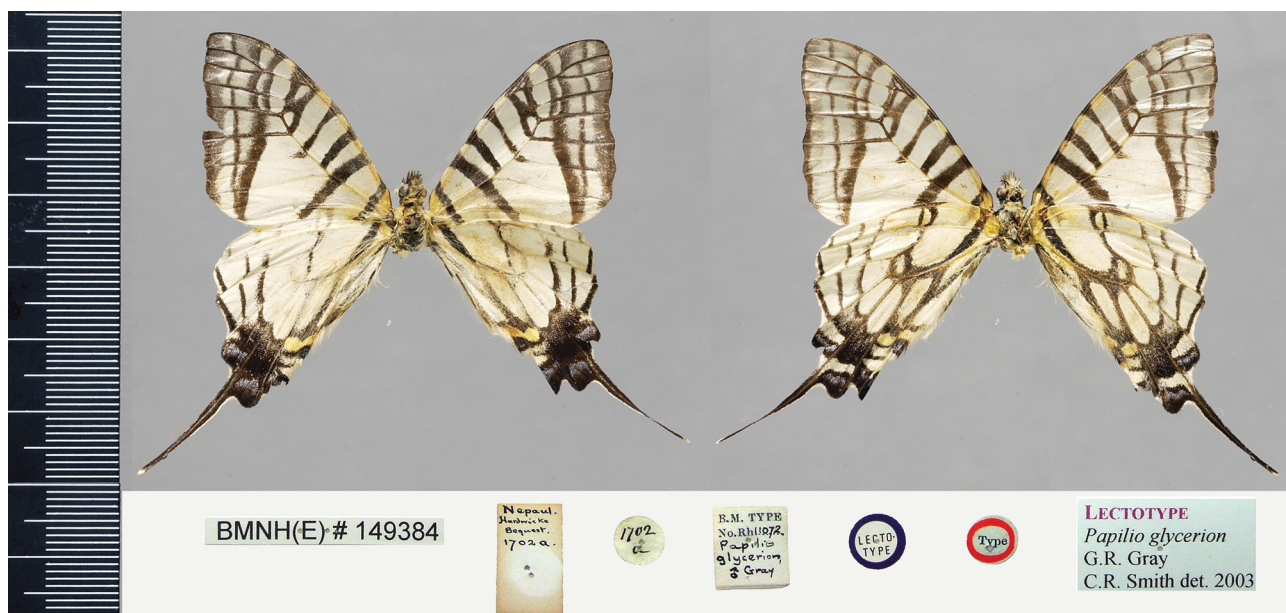 BMNH(E) # 149384
Nepaul.
Hardwicke
Bequest.
1702a.
1702
a
B.M. TYPE
No.Rh11072.
Papilio
glycerion,
♂ Gray
LECTO-
TYPE
Type
LECTOTYPE
Papilio glycerion
G.R. Gray
C.R. Smith det. 2003